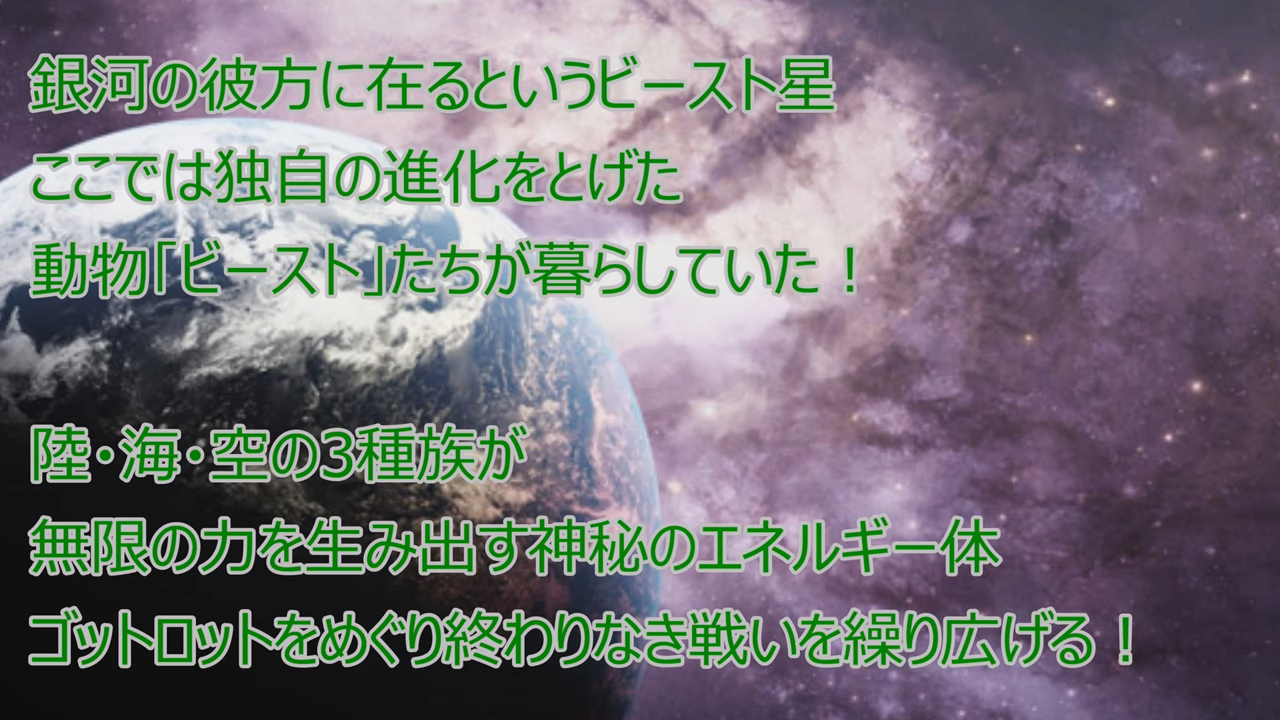 銀河の彼方に在るというビースト星
ここでは独自の進化をとげた
動物「ビースト」たちが暮らしていた！
陸・海・空の3種族が
無限の力を生み出す神秘のエネルギー体
ゴットロットをめぐり終わりなき戦いを繰り広げる！